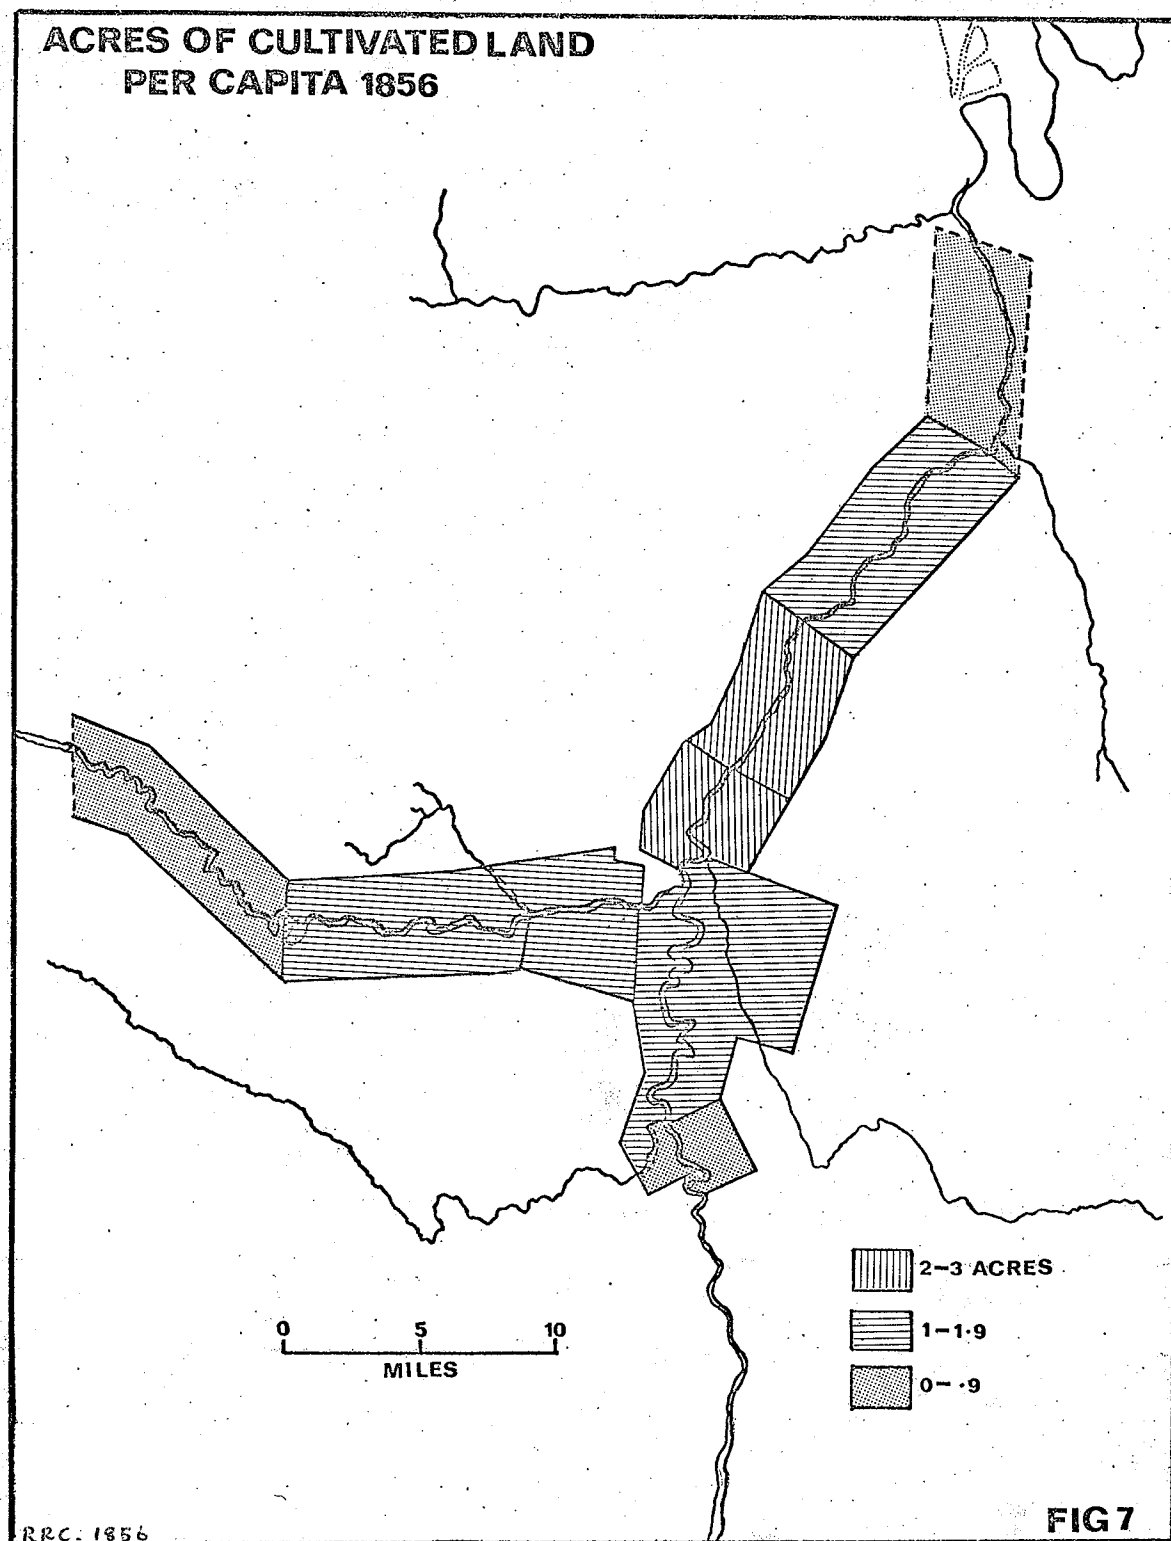 ACRES OF CULTIVATED LAND
PER CAPITA 1856
2–3 ACRES
1–1·9
0– ·9
0 5 10
MILES
FIG 7
RRC. 1856